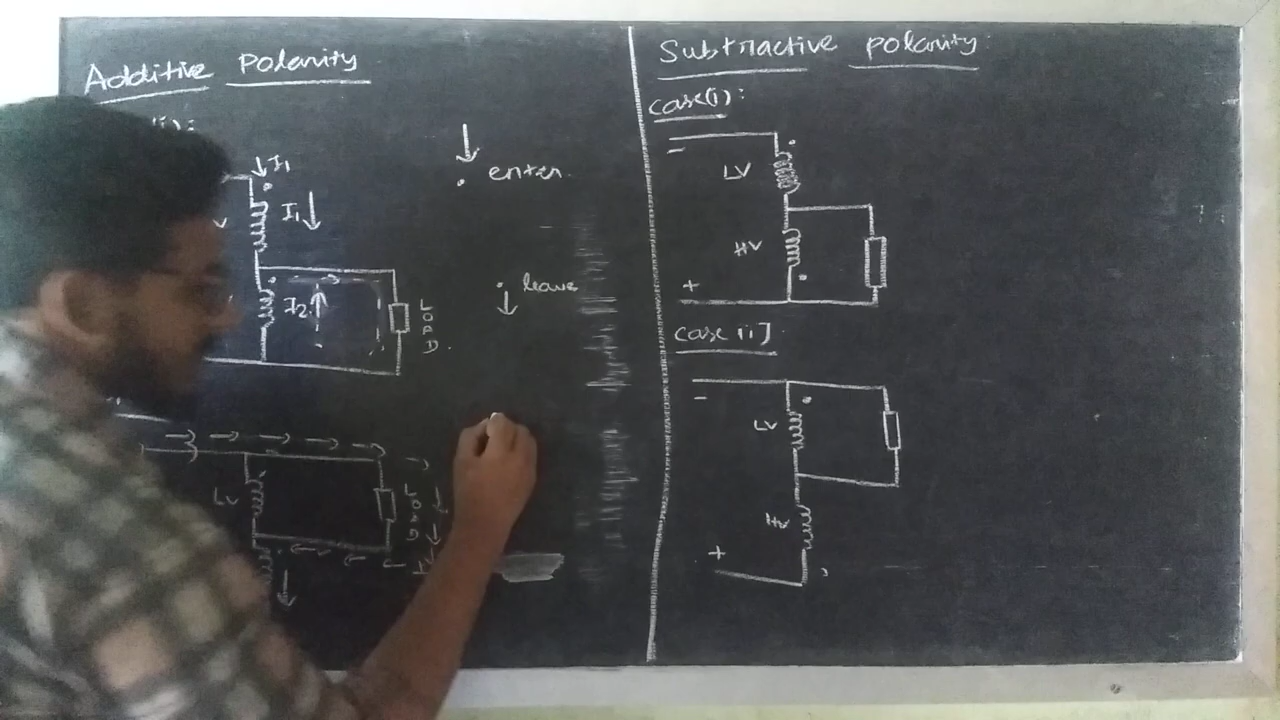 Additive Polarity
(i):
I1
I1
enter
I2
leave
LOAD.
LV
LOAD
Subtractive polarity
case(i):
-
LV
HV
+
case (ii]
-
LV
HV
+